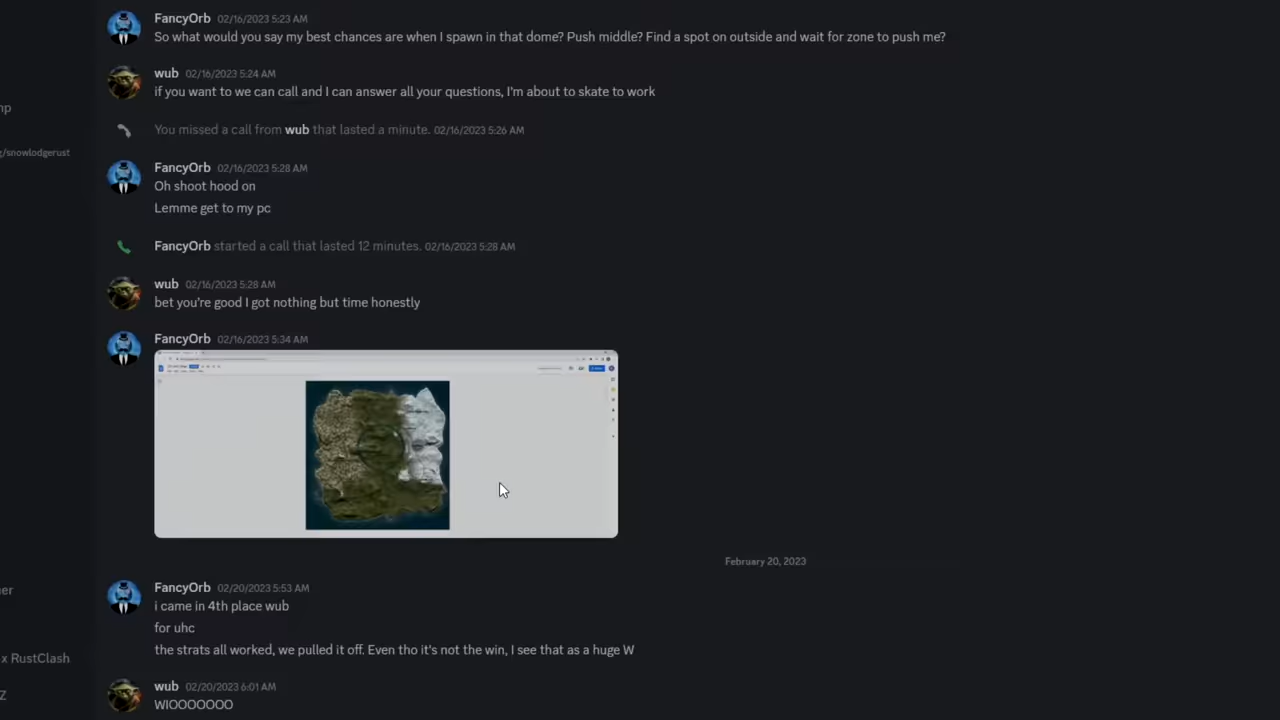 FancyOrb 02/16/2023 5:23 AM
So what would you say my best chances are when I spawn in that dome? Push middle? Find a spot on outside and wait for zone to push me?
wub 02/16/2023 5:24 AM
if you want to we can call and I can answer all your questions, I'm about to skate to work
mp
You missed a call from wub that lasted a minute. 02/16/2023 5:26 AM
g/snowlodgerust
FancyOrb 02/16/2023 5:28 AM
Oh shoot hood on
Lemme get to my pc
FancyOrb started a call that lasted 12 minutes. 02/16/2023 5:28 AM
wub 02/16/2023 5:28 AM
bet you're good I got nothing but time honestly
FancyOrb 02/16/2023 5:34 AM
February 20, 2023
FancyOrb 02/20/2023 5:53 AM
i came in 4th place wub
for uhc
the strats all worked, we pulled it off. Even tho it's not the win, I see that as a huge W
x RustClash
wub 02/20/2023 6:01 AM
Z
WIOOOOOOO